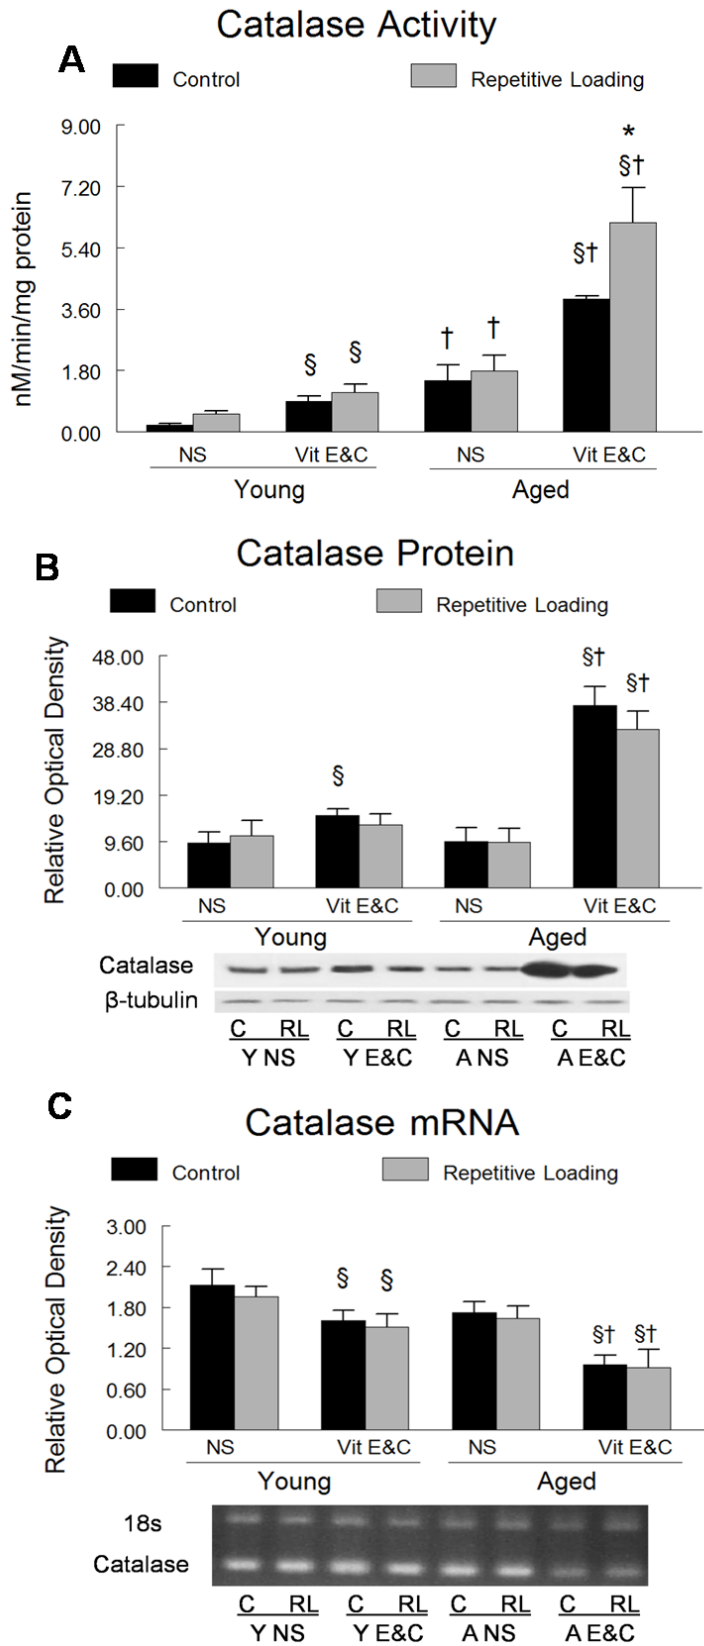 Catalase Activity
A
Control
Repetitive Loading
*
§†
9.00
7.20
5.40
3.60
1.80
0.00
nM/min/mg protein
§
§
†
†
§†
NS
Vit E&C
NS
Vit E&C
Young
Aged
B
Catalase Protein
Control
Repetitive Loading
Relative Optical Density
48.00
38.40
28.80
19.20
9.60
0.00
§
§†
§†
NS
Vit E&C
NS
Vit E&C
Young
Aged
Catalase
β-tubulin
C RL C RL C RL C RL
Y NS Y E&C A NS A E&C
C
Catalase mRNA
Control
Repetitive Loading
Relative Optical Density
3.00
2.40
1.80
1.20
0.60
0.00
§
§
§†
§†
NS
Vit E&C
NS
Vit E&C
Young
Aged
18s
Catalase
C RL C RL C RL C RL
Y NS Y E&C A NS A E&C